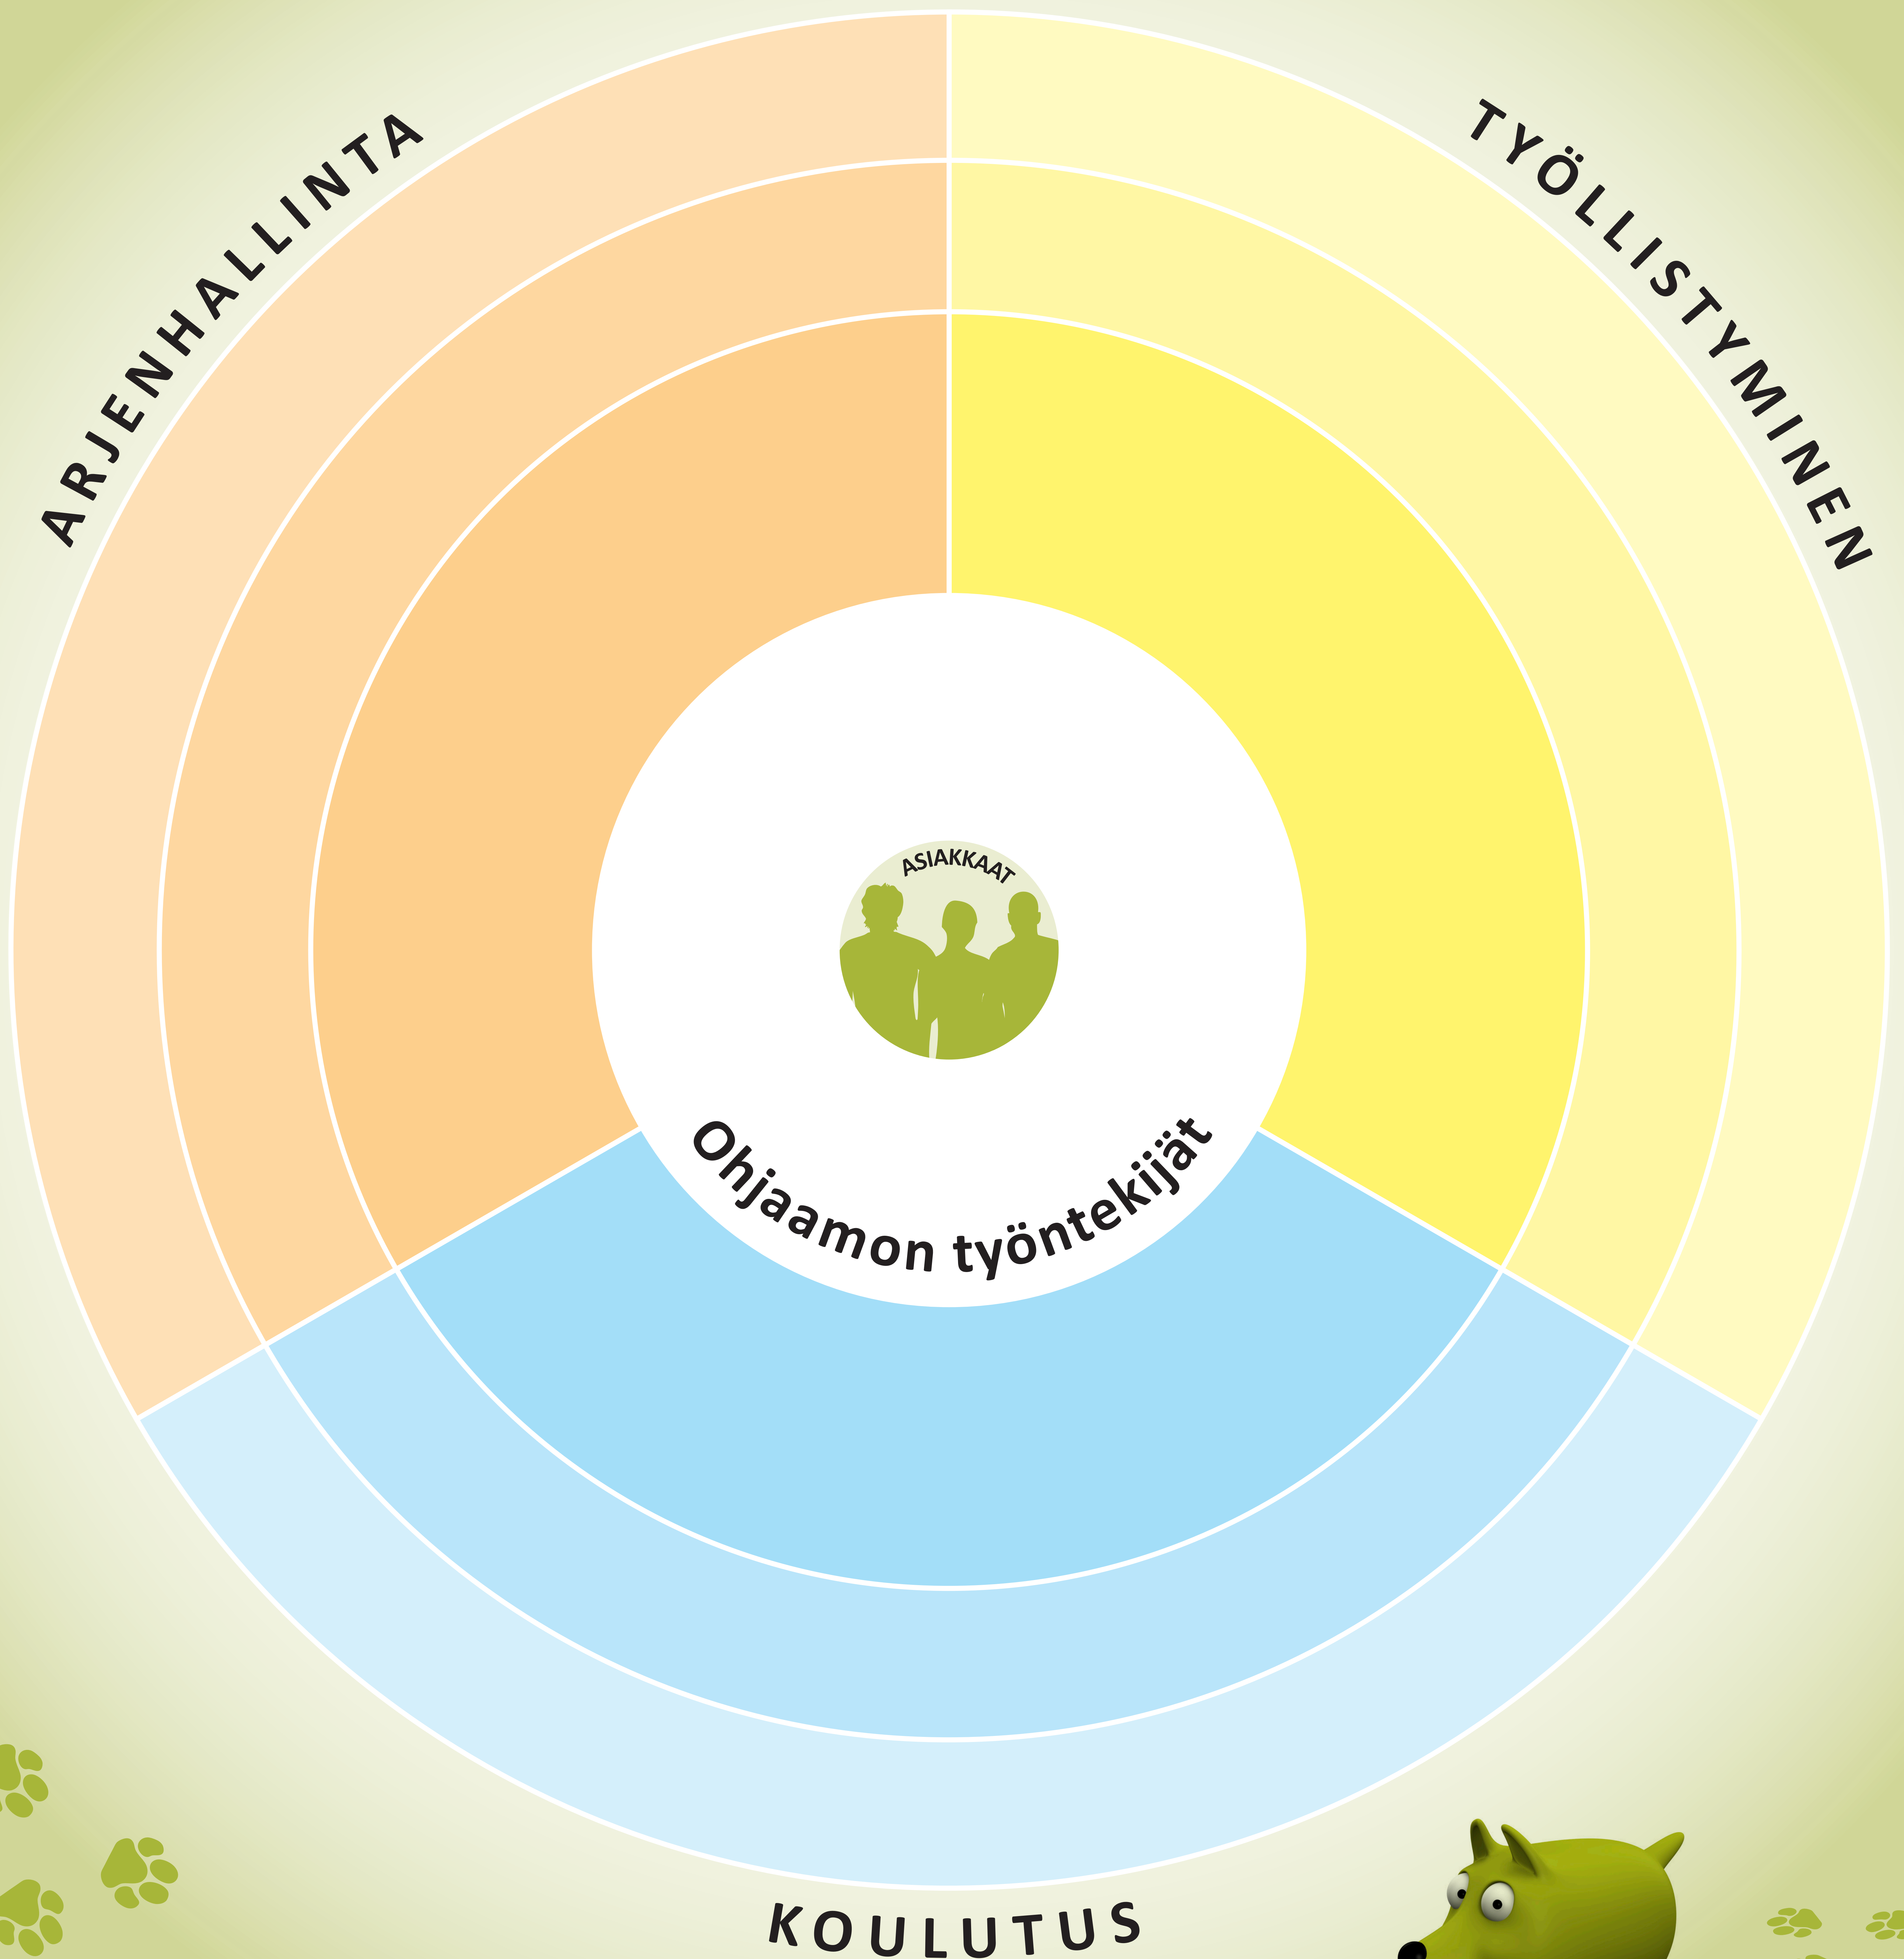 ARJENHALLINTA
TYÖLLISTYMINEN
ASIAKKAAT
Ohjaamon työntekijät
KOULUTUS